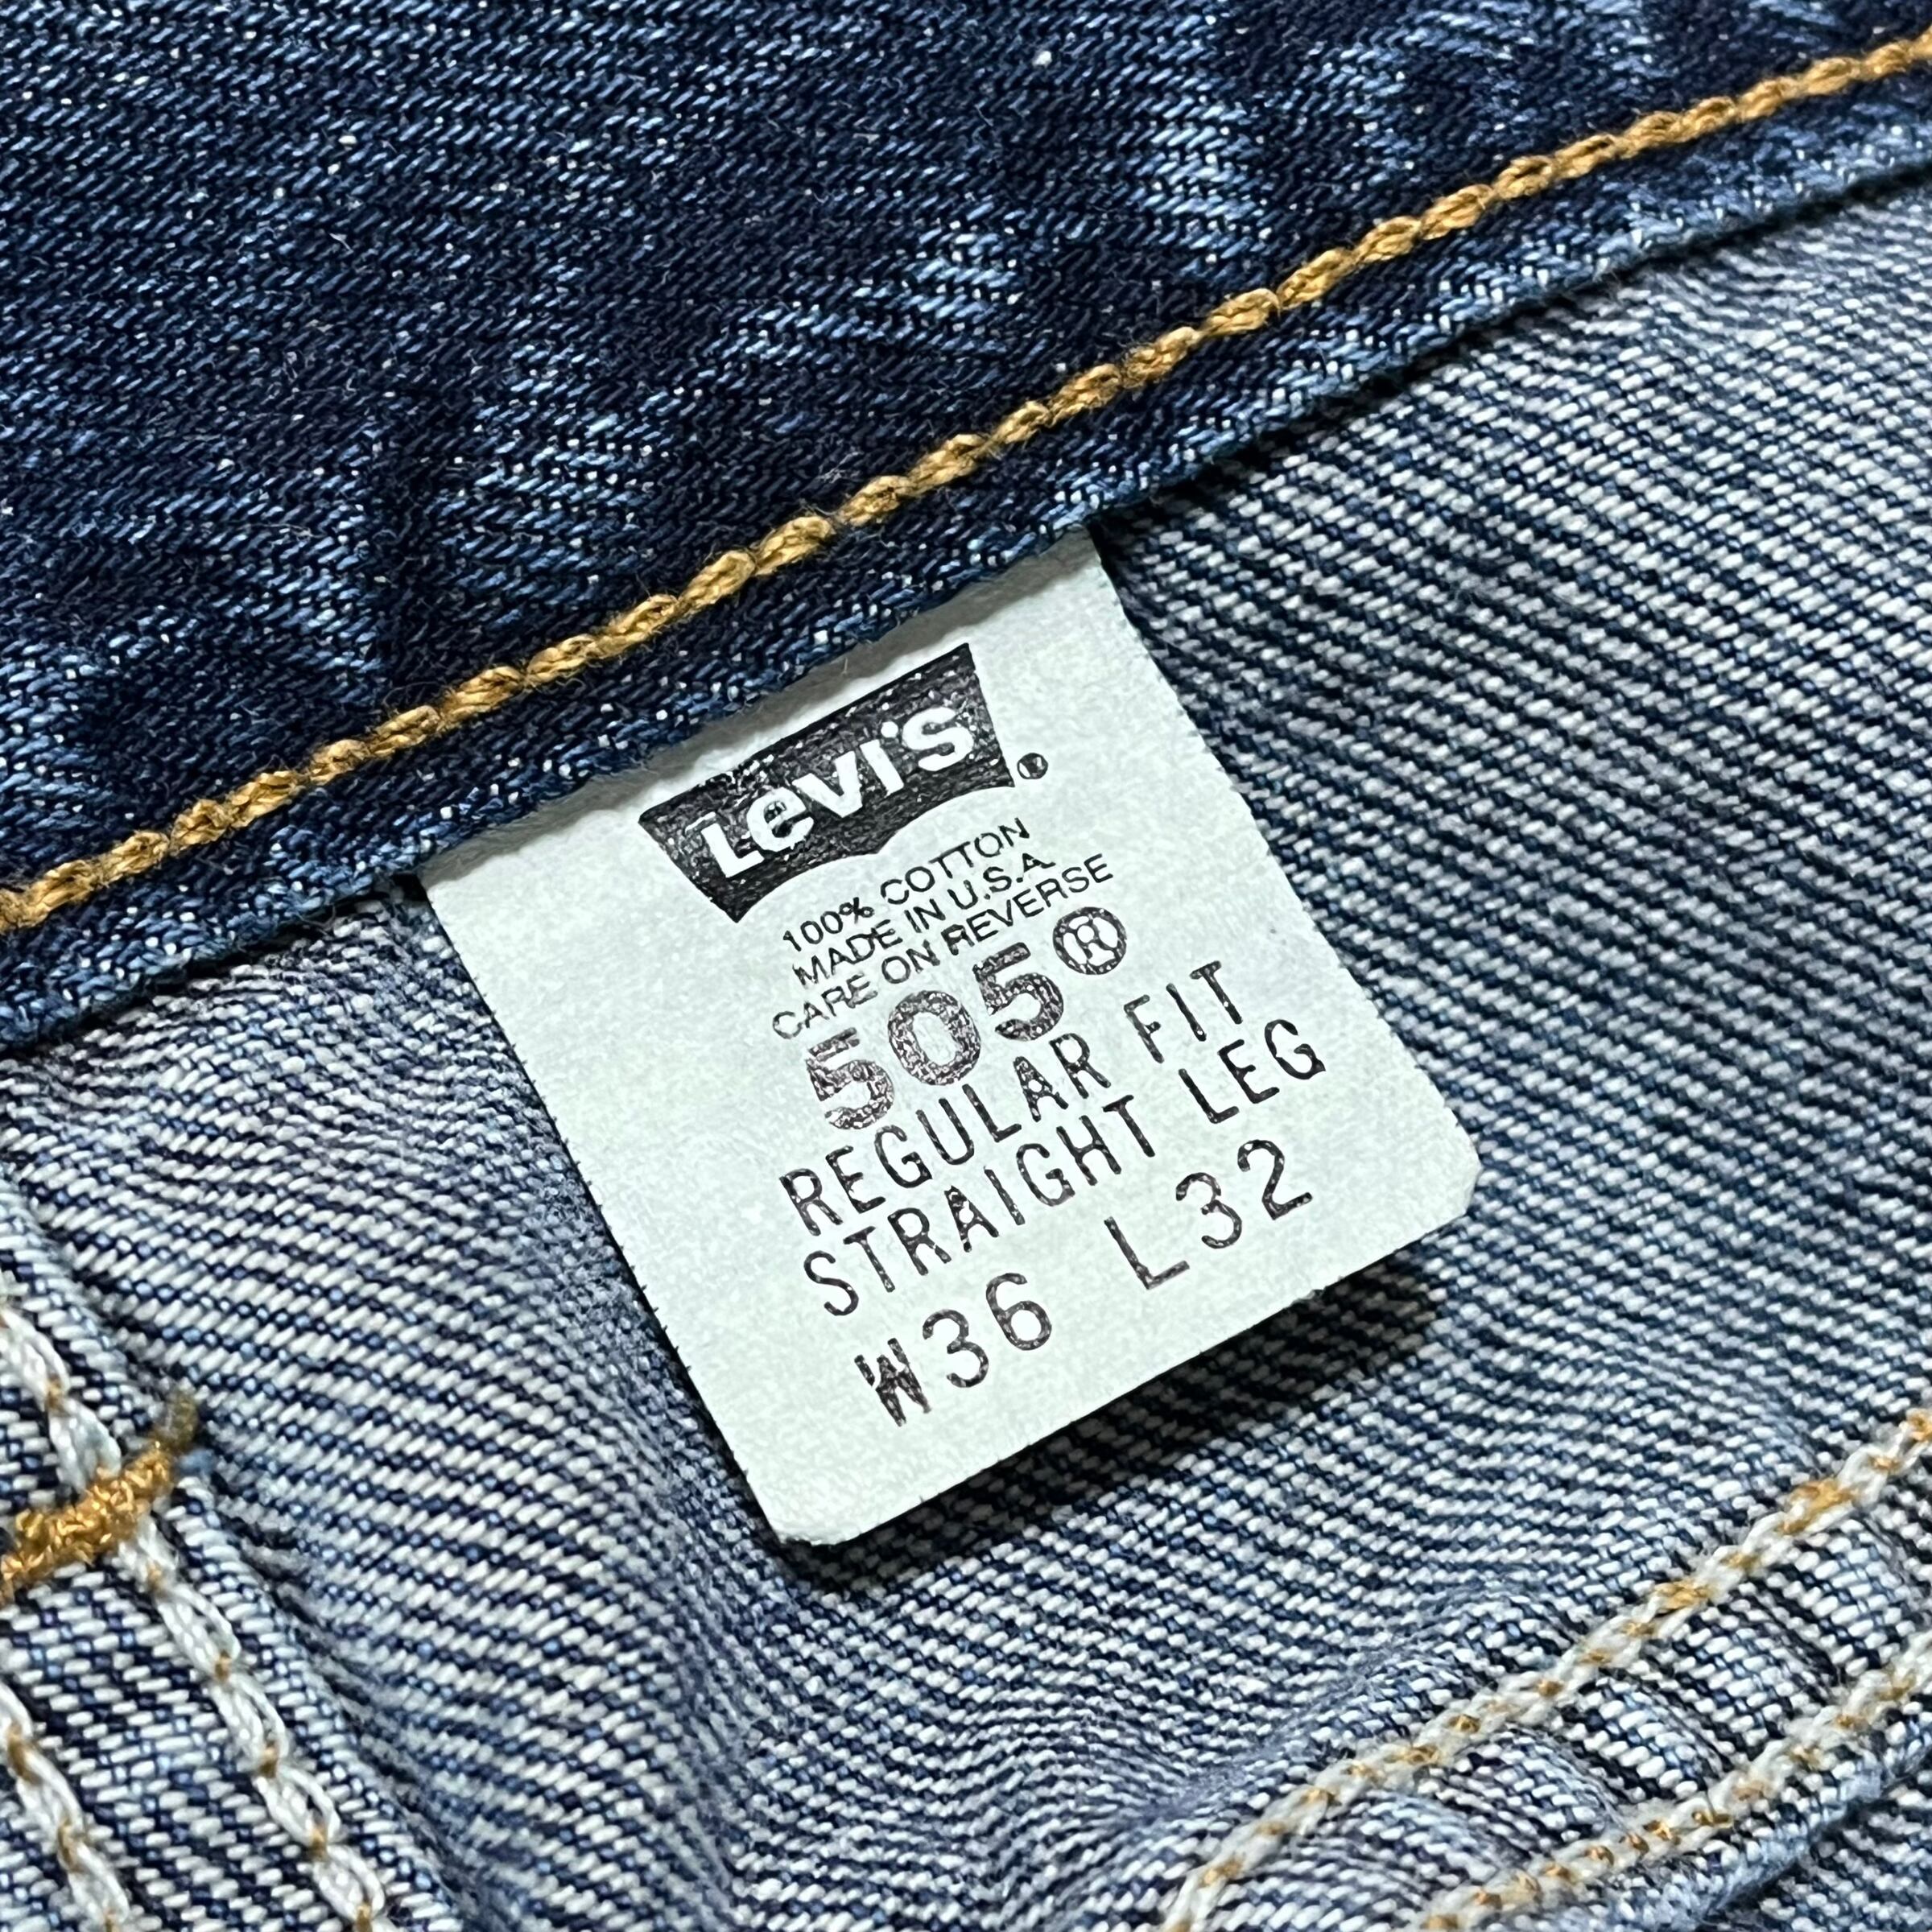 Levi's®
100% COTTON
MADE IN U.S.A.
CARE ON REVERSE
505®
REGULAR FIT
STRAIGHT LEG
W36 L32